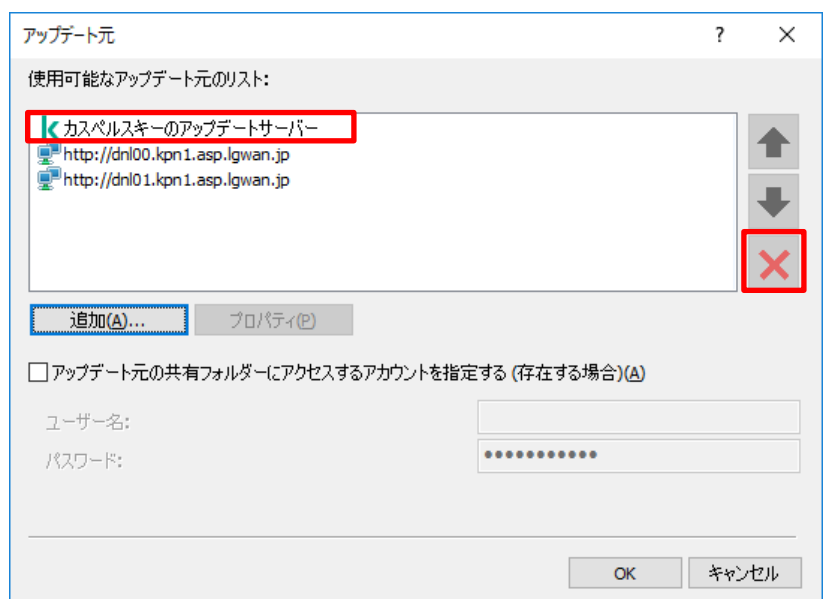 アップデート元
?
使用可能なアップデート元のリスト:
カスペルスキーのアップデートサーバー
http://dnl00.kpn1.asp.lgwan.jp
http://dnl01.kpn1.asp.lgwan.jp
追加(A)... プロパティ(P)
アップデート元の共有フォルダーにアクセスするアカウントを指定する (存在する場合)(A)
ユーザー名:
パスワード: •••••••••••
OK キャンセル